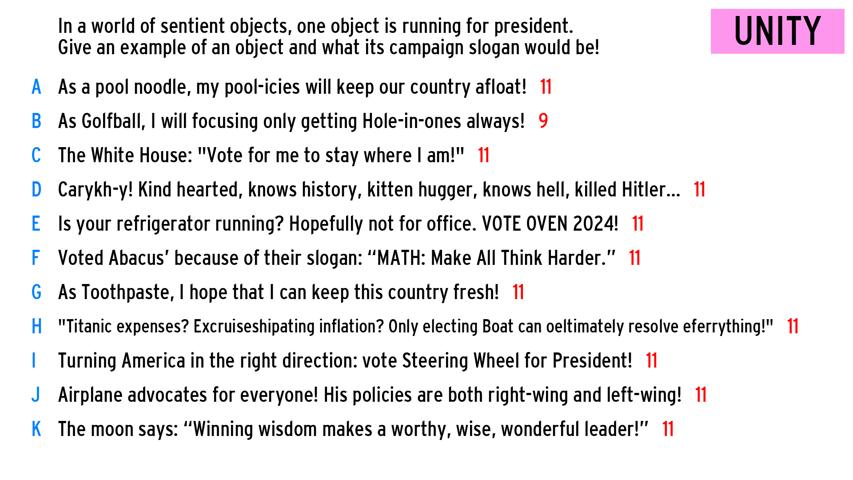 In a world of sentient objects, one object is running for president.
Give an example of an object and what its campaign slogan would be!
UNITY
A As a pool noodle, my pool-icies will keep our country afloat! 11
B As Golfball, I will focusing only getting Hole-in-ones always! 9
C The White House: "Vote for me to stay where I am!" 11
D Carykh-y! Kind hearted, knows history, kitten hugger, knows hell, killed Hitler... 11
E Is your refrigerator running? Hopefully not for office. VOTE OVEN 2024! 11
F Voted Abacus’ because of their slogan: “MATH: Make All Think Harder.” 11
G As Toothpaste, I hope that I can keep this country fresh! 11
H "Titanic expenses? Excruiseshipating inflation? Only electing Boat can oeltimately resolve eferrything!" 11
I Turning America in the right direction: vote Steering Wheel for President! 11
J Airplane advocates for everyone! His policies are both right-wing and left-wing! 11
K The moon says: “Winning wisdom makes a worthy, wise, wonderful leader!” 11